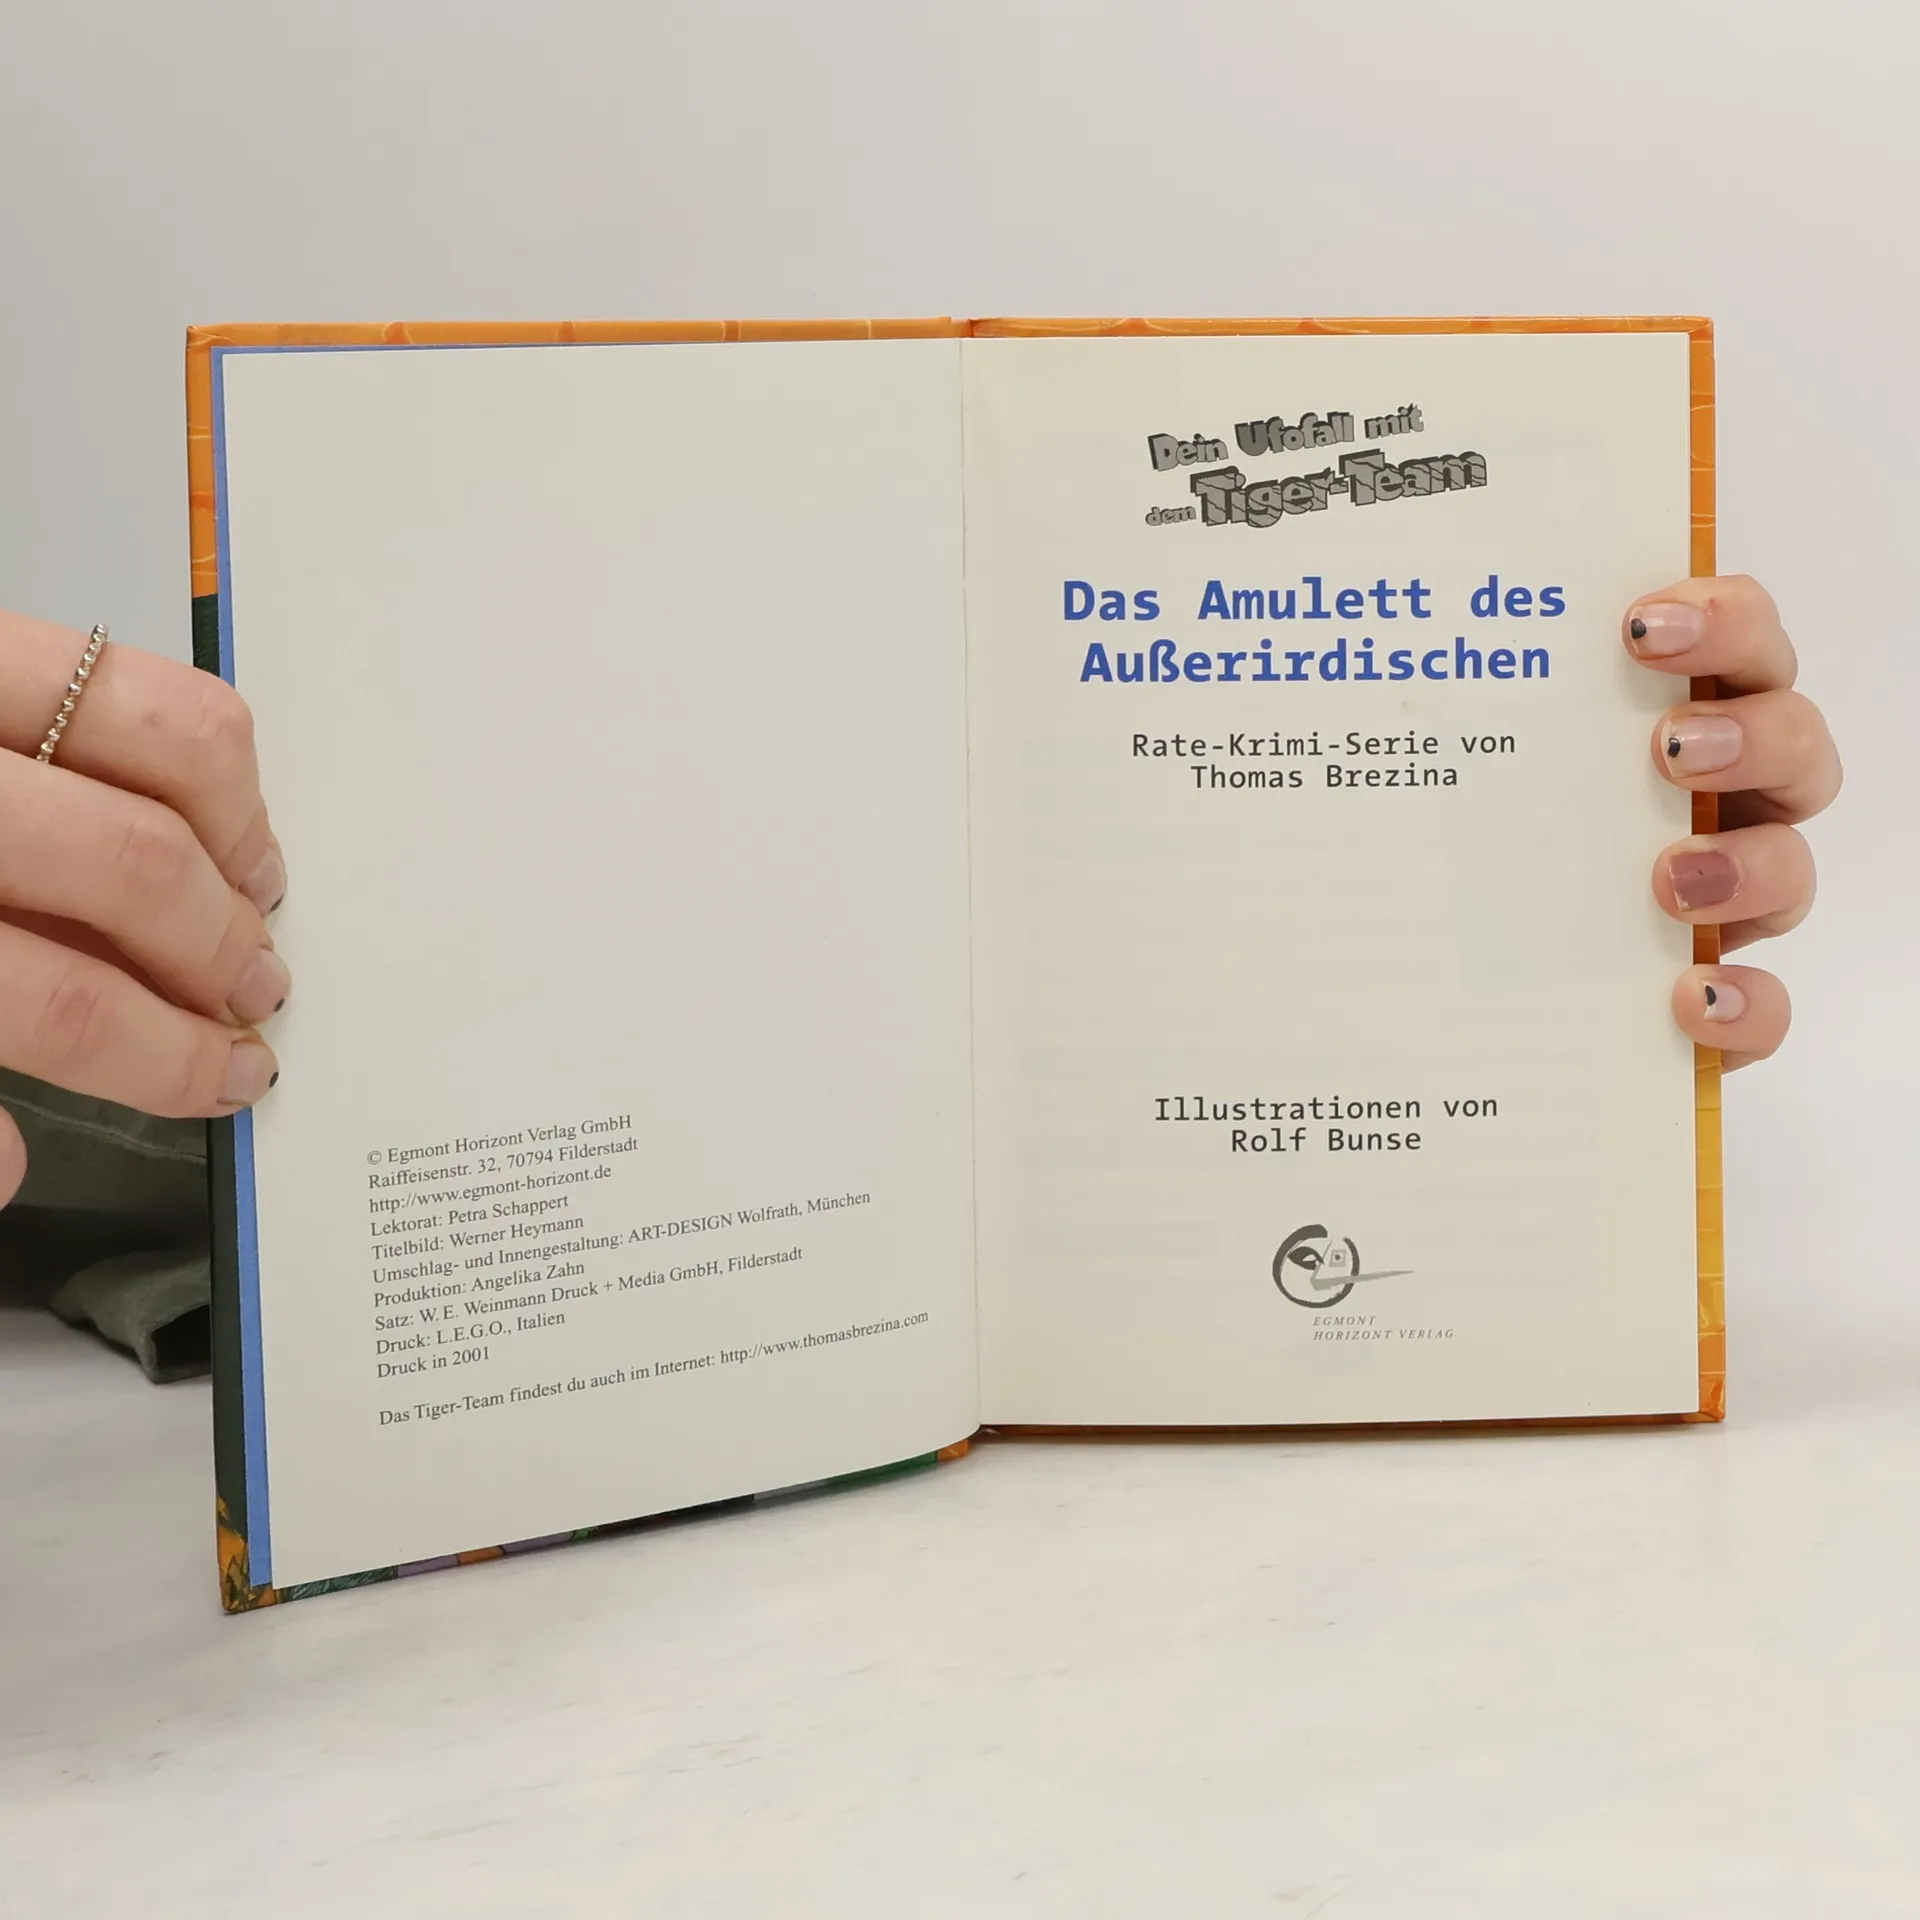 © Egmont Horizont Verlag GmbH
Raiffeisenstr. 32, 70794 Filderstadt
http://www.egmont-horizont.de
Lektorat: Petra Schappert
Titelbild: Werner Heymann
Umschlag- und Innengestaltung: ART-DESIGN Wolfrath, München
Produktion: Angelika Zahn
Satz: W. E. Weinmann Druck + Media GmbH, Filderstadt
Druck: L.E.G.O., Italien
Druck in 2001
Das Tiger-Team findest du auch im Internet: http://www.thomasbrezina.com
Dein Ufofall mit
dem Tiger-Team
Das Amulett des
Außerirdischen
Rate-Krimi-Serie von
Thomas Brezina
Illustrationen von
Rolf Bunse
EGMONT
HORIZONT VERLAG